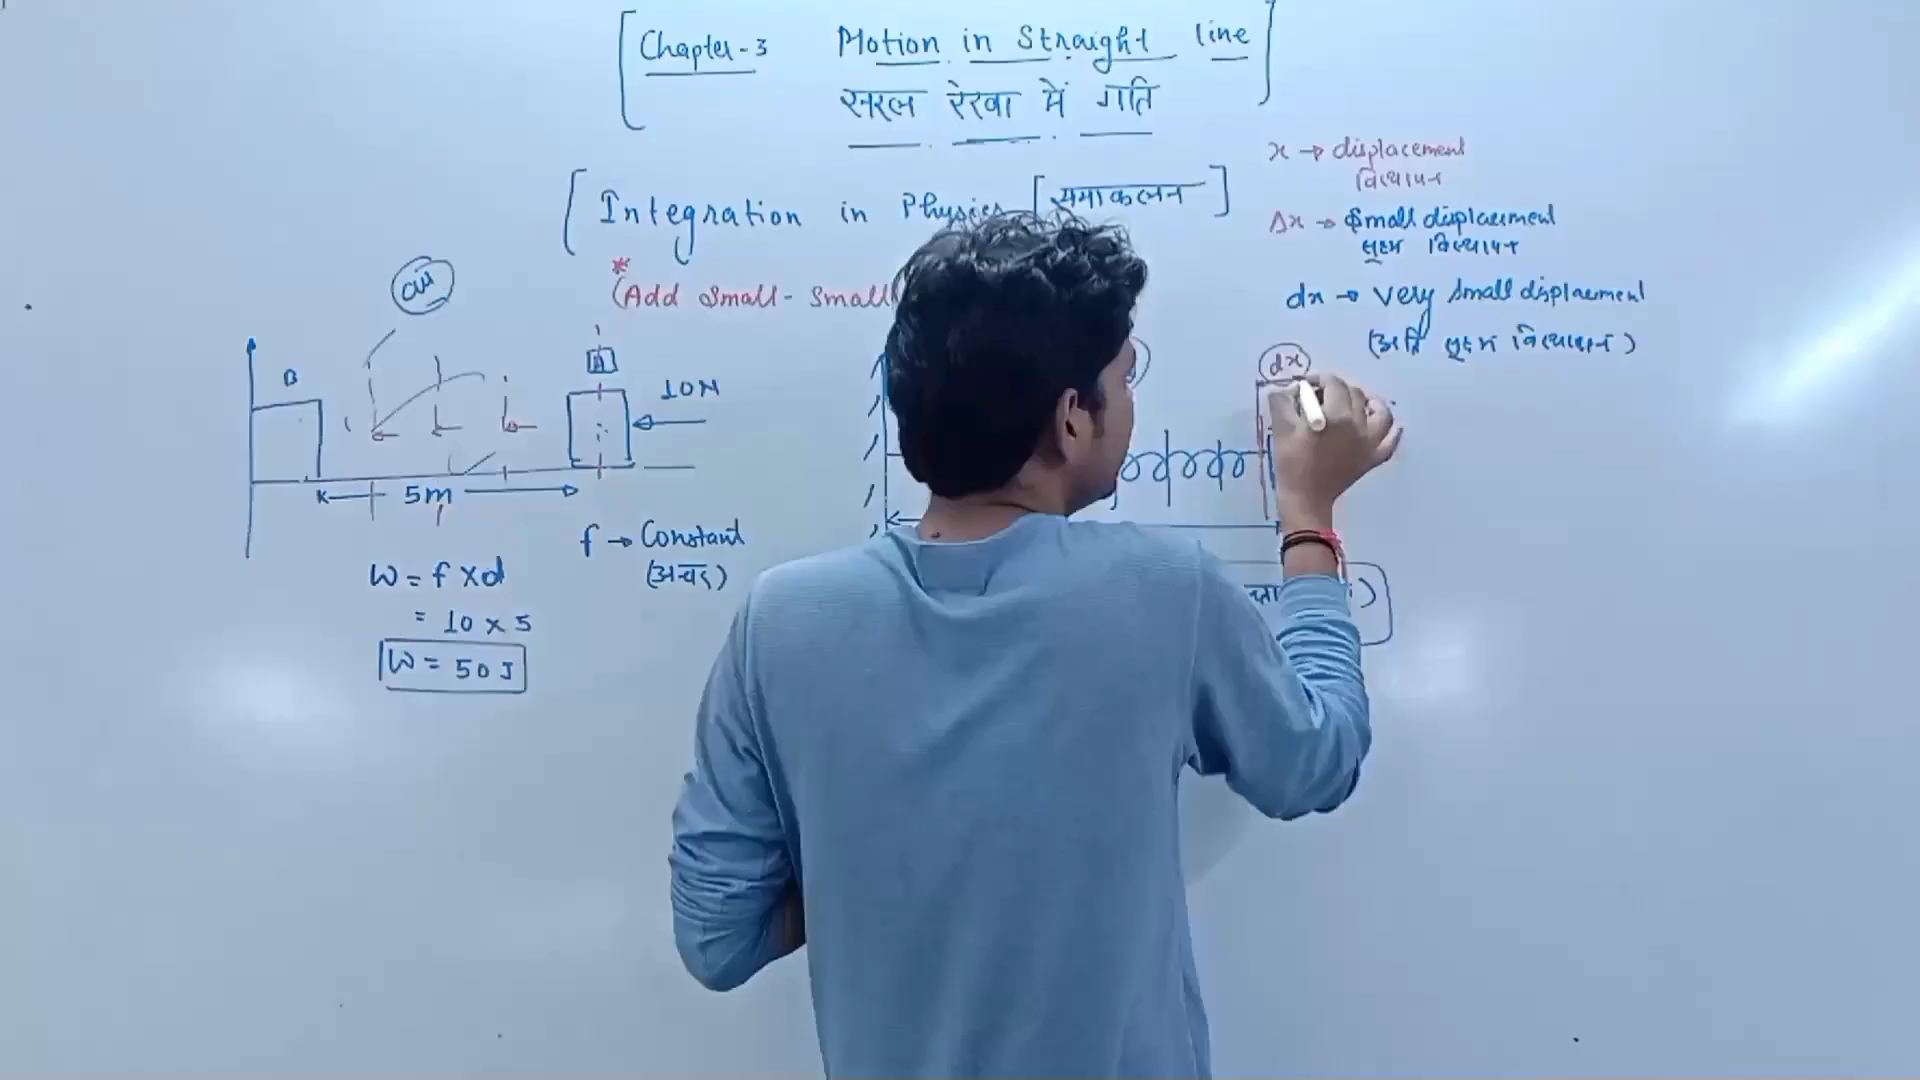 Chapter-3 Motion in Straight line
सरल रेखा में गति
Integration in Physics [समाकलन]
* (Add small- small
x → displacement
विस्थापन
Δx → Small displacement
सूक्ष्म विस्थापन
dx → Very small displacement
(अति सूक्ष्म विस्थापन)
B
A
10N
5m
dx
f → Constant
(अचर)
W = f x d
= 10 x 5
W = 50J